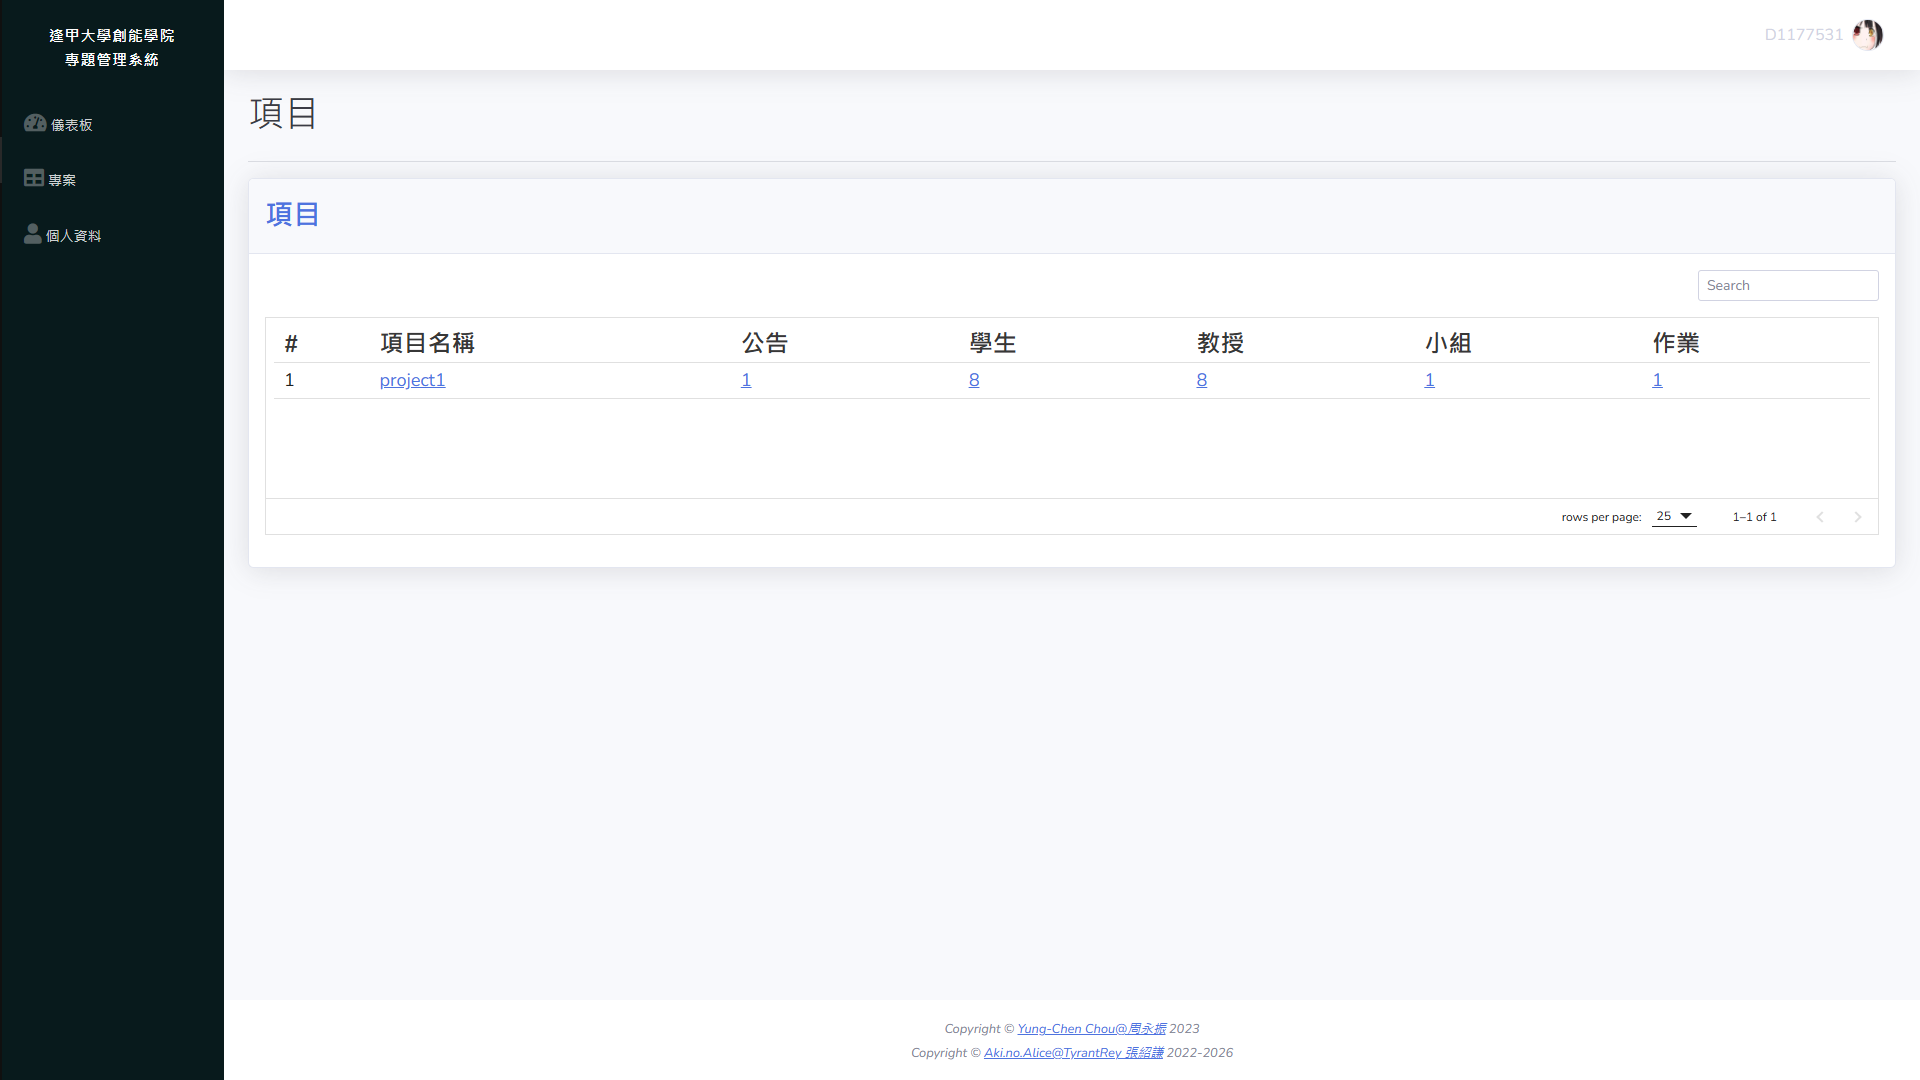 逢甲大學創能學院
專題管理系統
儀表板
專案
個人資料
D1177531
項目
項目
Search
# 項目名稱 公告 學生 教授 小組 作業
1 project1 1 8 8 1 1
rows per page: 25 1–1 of 1
Copyright © Yung-Chen Chou@周永振 2023
Copyright © Aki.no.Alice@TyrantRey 張紹謙 2022-2026